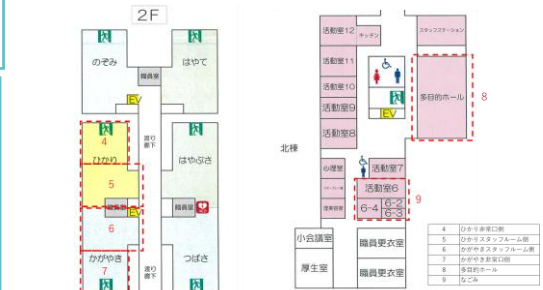 2F
のぞみ
はやて
職員室
EV
4
ひかり
渡り
廊下
はやぶさ
5
職員室
EV
6
かがやき
7
渡り
廊下
つばさ
活動室12
キッチン
スタッフステーション
活動室11
活動室10
EV
活動室9
多目的ホール
8
活動室8
北棟
心理室
活動室7
活動室6
6-4
6-2
6-3
9
小会議室
職員更衣室
厚生室
職員更衣室
4 ひかり非常口側
5 ひかりスタッフルーム側
6 かがやきスタッフルーム側
7 かがやき非常口側
8 多目的ホール
9 なごみ